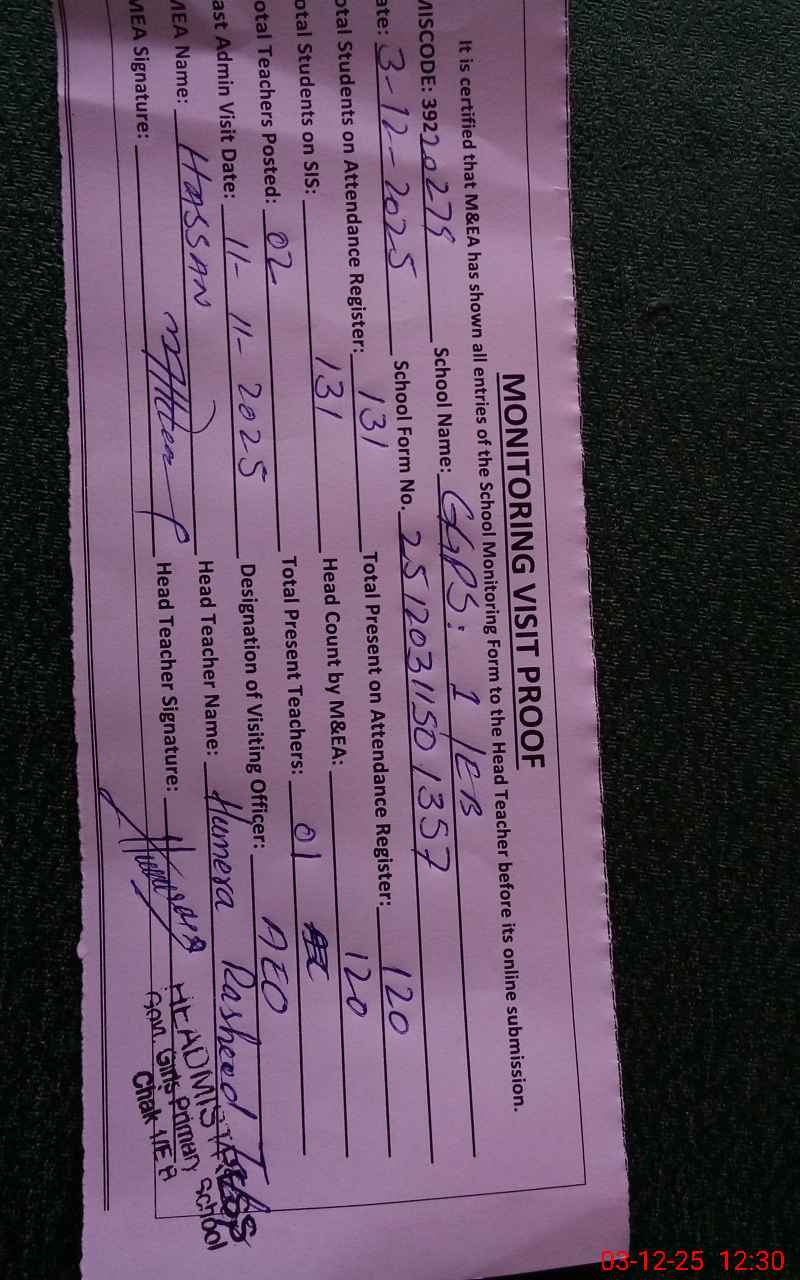 MONITORING VISIT PROOF
It is certified that M&EA has shown all entries of the School Monitoring Form to the Head Teacher before its online submission.
MISCODE: 39220279 School Name: GGPS: 1 1EB
ate: 3-12-2025 School Form No. 25120311501357
otal Students on Attendance Register: 131 Total Present on Attendance Register: 120
otal Students on SIS: 131 Head Count by M&EA: 120
otal Teachers Posted: 02 Total Present Teachers: 01
ast Admin Visit Date: 11-11-2025 Designation of Visiting Officer: AEO
MEA Name: HASSAN Head Teacher Name: Humera Rasheed
MEA Signature: Head Teacher Signature:
HEADMISTRESS
Girls Primary School
Chak
03-12-25 12:30